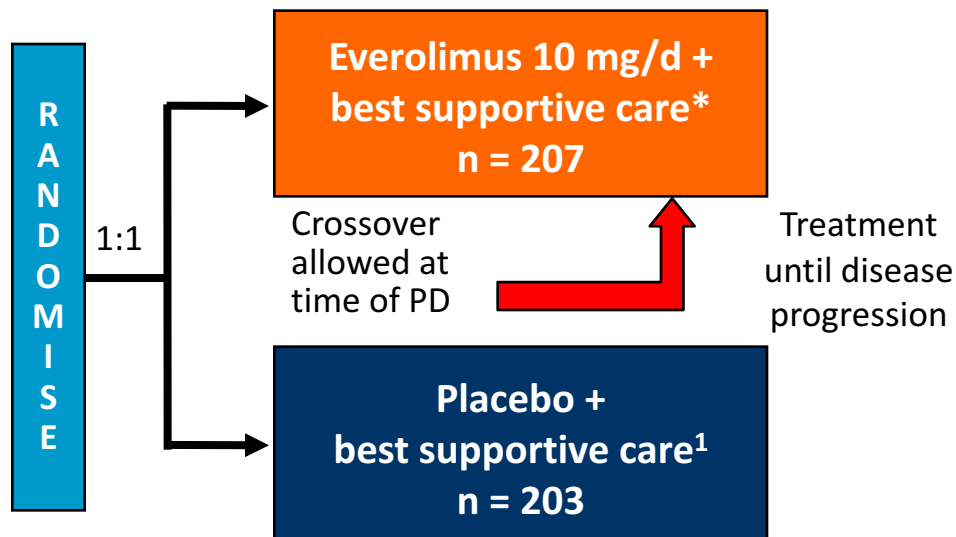 RANDOMISE
1:1
Everolimus 10 mg/d +
best supportive care*
n = 207
Crossover
allowed at
time of PD
Treatment
until disease
progression
Placebo +
best supportive care¹
n = 203